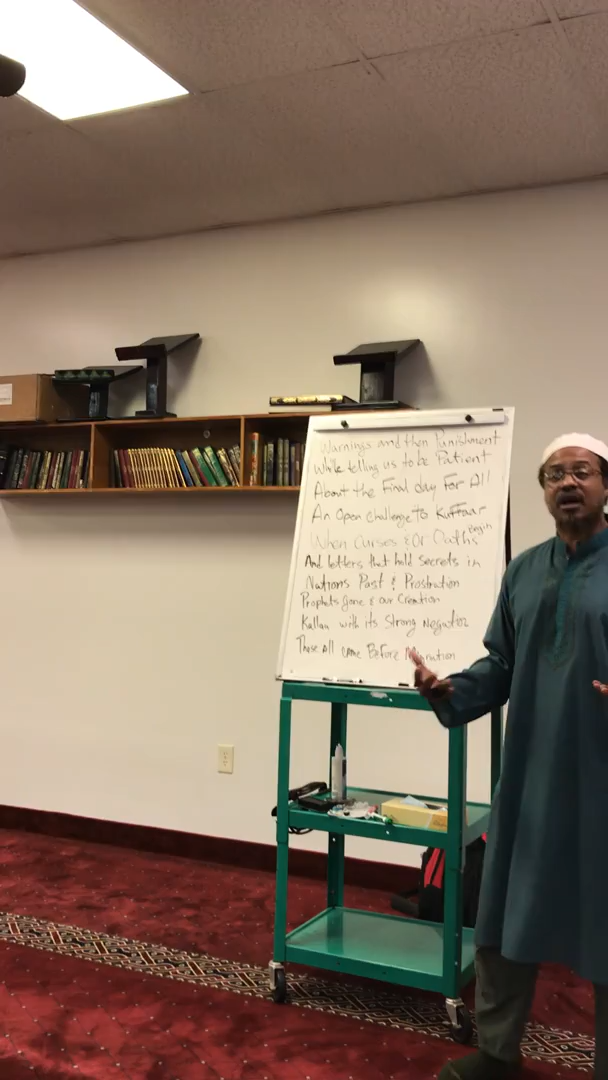 Warnings and then Punishment
While telling us to be Patient
About the Final day For All
An Open Challenge to Kuffaar
When Curses &or Oaths Begin
And letters that hold secrets in
Nations Past & Prostration
Prophets gone & our Creation
Kallaa with its Strong Negation
These All came Before Migration